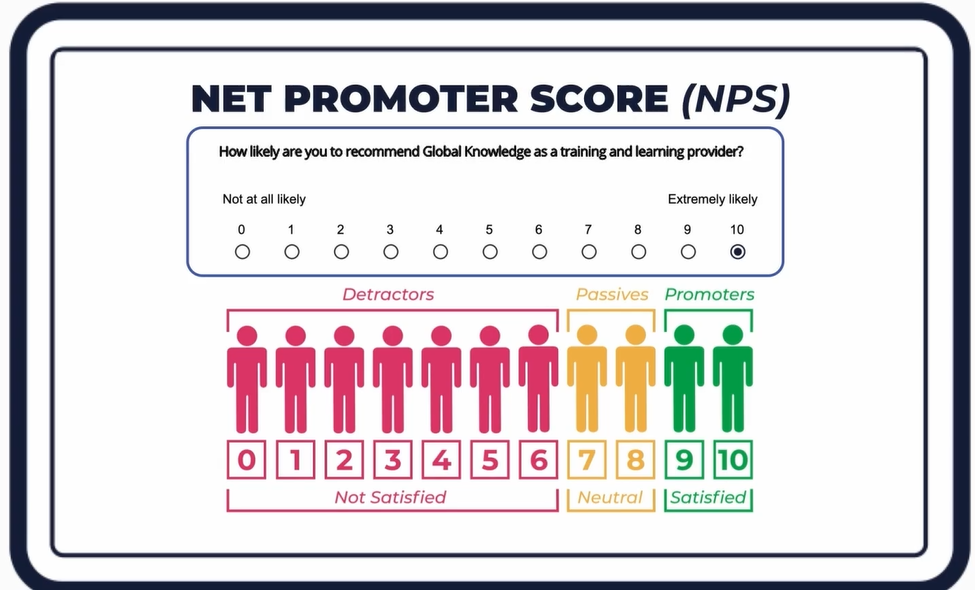 NET PROMOTER SCORE (NPS)
How likely are you to recommend Global Knowledge as a training and learning provider?
Not at all likely Extremely likely
0 1 2 3 4 5 6 7 8 9 10
Detractors Passives Promoters
0 1 2 3 4 5 6 7 8 9 10
Not Satisfied Neutral Satisfied